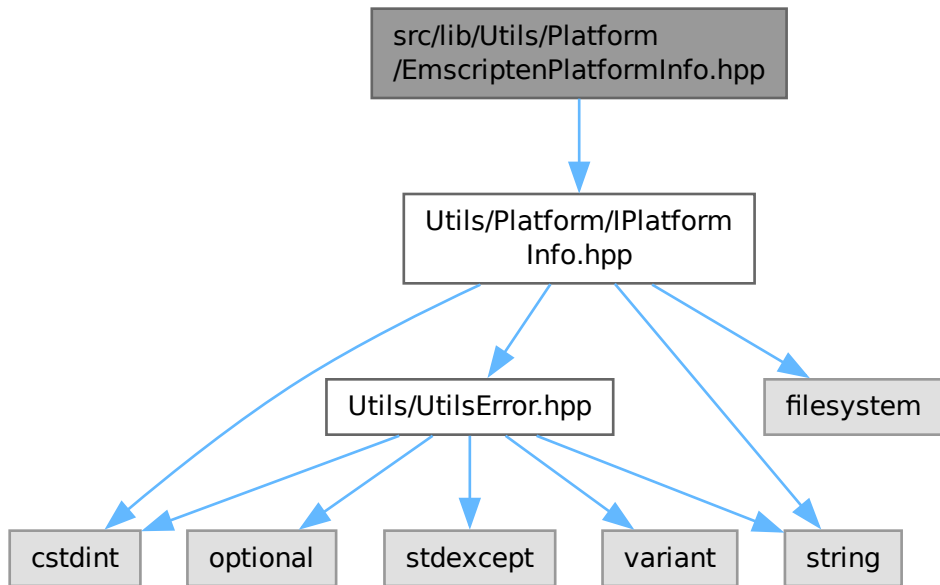 src/lib/Utils/Platform
/EmscriptenPlatformInfo.hpp
Utils/Platform/IPlatform
Info.hpp
Utils/UtilsError.hpp
filesystem
cstdint
optional
stdexcept
variant
string